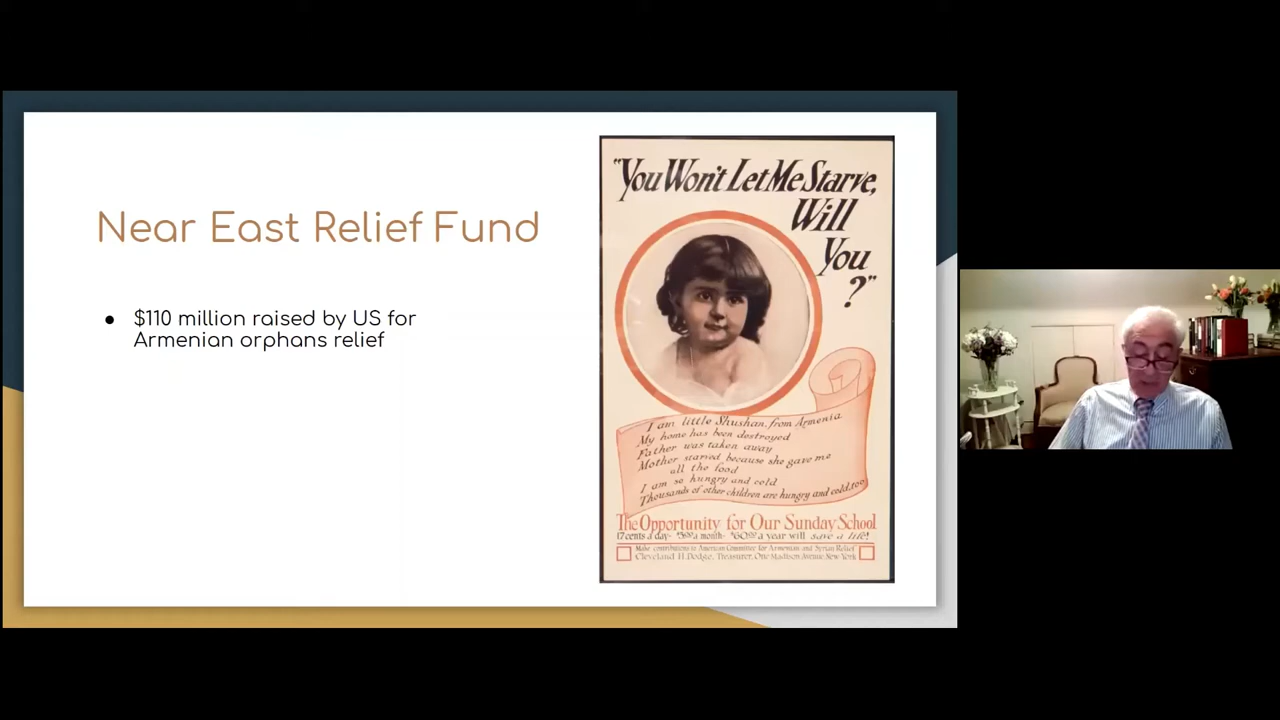 Near East Relief Fund
● $110 million raised by US for
Armenian orphans relief
"You Won't Let Me Starve,
Will
You
?"
I am little Shushan, from Armenia
My home has been destroyed
Father was taken away
Mother starved because she gave me
all the food
I am so hungry and cold
Thousands of other children are hungry and cold, too
The Opportunity for Our Sunday School
17 cents a day- $5.00 a month- $60.00 a year will save a life!
Make contributions to American Committee for Armenian and Syrian Relief
Cleveland H. Dodge, Treasurer, One Madison Avenue, New York